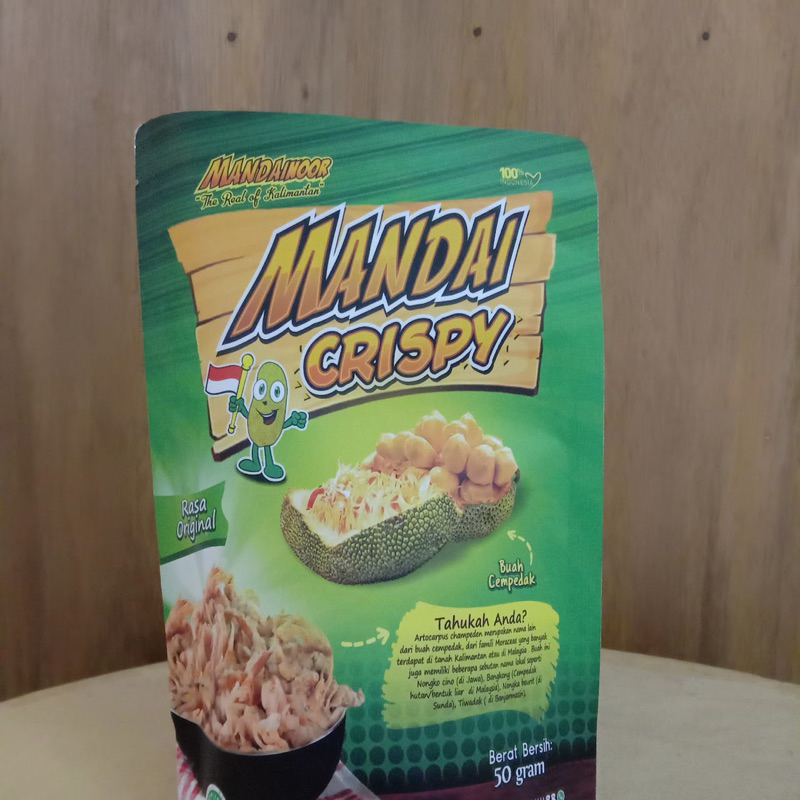 MANDAINOOR
"The Real of Kalimantan"
100%
INDONESIA
MANDAI
CRISPY
Rasa
Original
Buah
Cempedak
Tahukah Anda?
Artocarpus champeden merupakan nama lain
dari buah cempedak, dari famili Moraceae yang banyak
terdapat di tanah Kalimantan atau di Malagia. Buah ini
juga memiliki beberapa sebutan nama lokal seperti
Nongko cino (di Jawa), Bangkong (Cempedak
hutan/bentuk liar di Malagia), Nangka beurit (di
Sunda), Tiwadak ( di Banjarmasin).
Berat Bersih:
50 gram